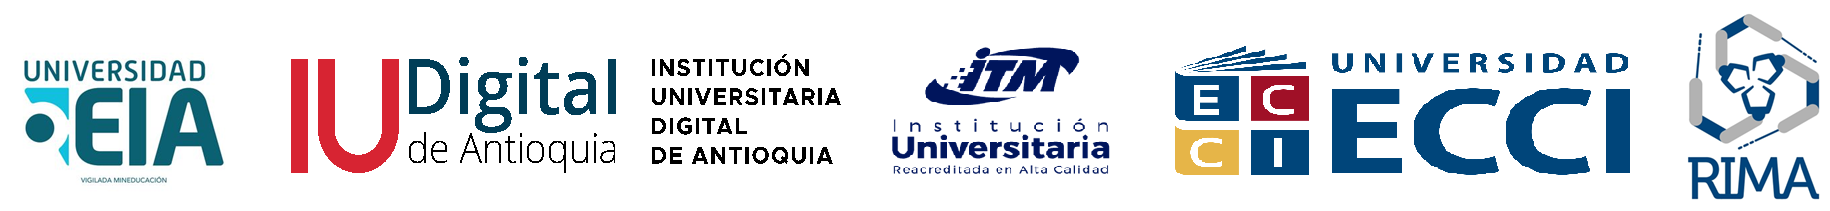 UNIVERSIDAD
EIA
VIGILADA MINEDUCACIÓN
IU Digital
de Antioquia
INSTITUCIÓN
UNIVERSITARIA
DIGITAL
DE ANTIOQUIA
iTM
Institución
Universitaria
Reacreditada en Alta Calidad
E C
C I
UNIVERSIDAD
ECCI
RIMA